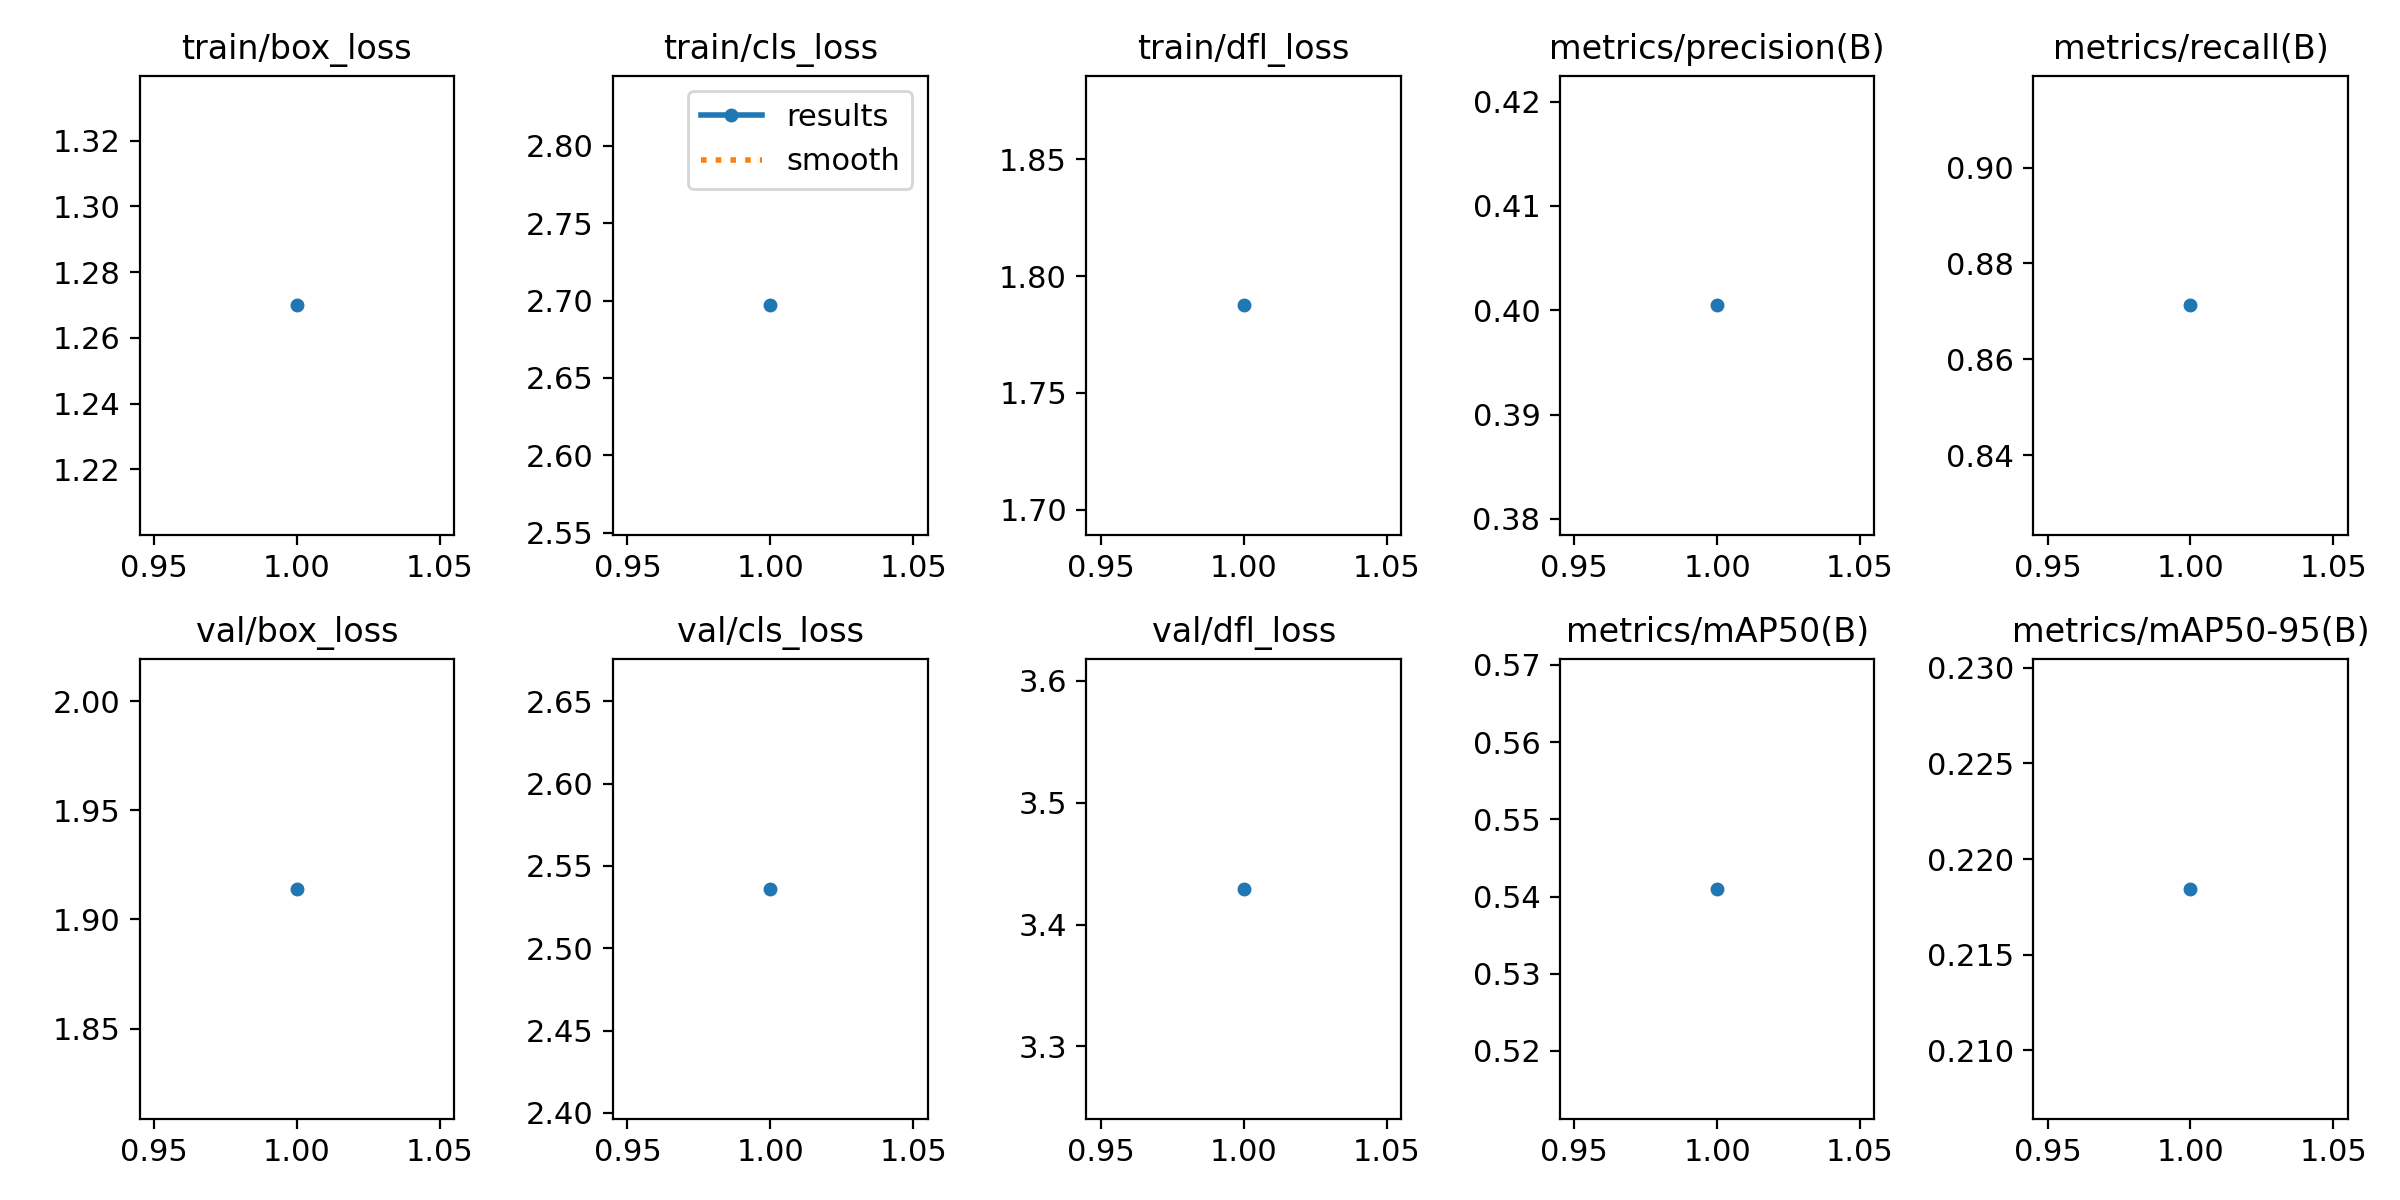 train/box_loss
1.32
1.30
1.28
1.26
1.24
1.22
0.95 1.00 1.05
train/cls_loss
results
smooth
2.80
2.75
2.70
2.65
2.60
2.55
0.95 1.00 1.05
train/dfl_loss
1.85
1.80
1.75
1.70
0.95 1.00 1.05
metrics/precision(B)
0.42
0.41
0.40
0.39
0.38
0.95 1.00 1.05
metrics/recall(B)
0.90
0.88
0.86
0.84
0.95 1.00 1.05
val/box_loss
2.00
1.95
1.90
1.85
0.95 1.00 1.05
val/cls_loss
2.65
2.60
2.55
2.50
2.45
2.40
0.95 1.00 1.05
val/dfl_loss
3.6
3.5
3.4
3.3
0.95 1.00 1.05
metrics/mAP50(B)
0.57
0.56
0.55
0.54
0.53
0.52
0.95 1.00 1.05
metrics/mAP50-95(B)
0.230
0.225
0.220
0.215
0.210
0.95 1.00 1.05